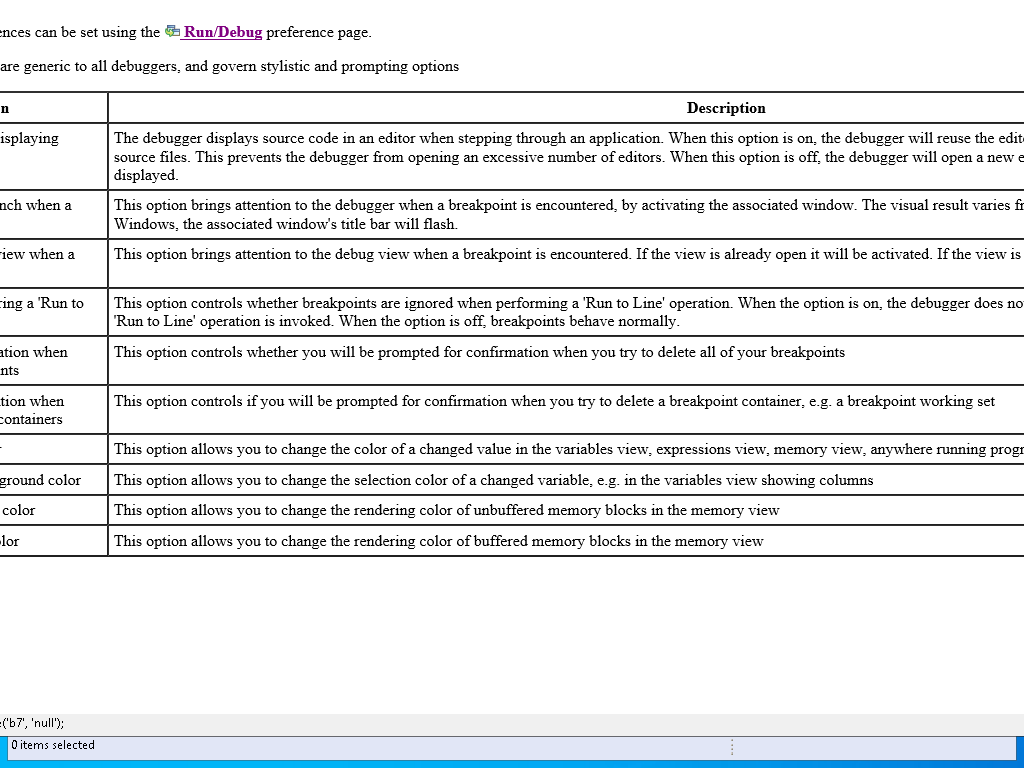 ences can be set using the Run/Debug preference page.
are generic to all debuggers, and govern stylistic and prompting options
n Description
isplaying The debugger displays source code in an editor when stepping through an application. When this option is on, the debugger will reuse the edit
source files. This prevents the debugger from opening an excessive number of editors. When this option is off, the debugger will open a new e
displayed.
nch when a This option brings attention to the debugger when a breakpoint is encountered, by activating the associated window. The visual result varies fr
Windows, the associated window's title bar will flash.
view when a This option brings attention to the debug view when a breakpoint is encountered. If the view is already open it will be activated. If the view is
ring a 'Run to This option controls whether breakpoints are ignored when performing a 'Run to Line' operation. When the option is on, the debugger does no
'Run to Line' operation is invoked. When the option is off, breakpoints behave normally.
ation when This option controls whether you will be prompted for confirmation when you try to delete all of your breakpoints
nts
tion when This option controls if you will be prompted for confirmation when you try to delete a breakpoint container, e.g. a breakpoint working set
containers
r This option allows you to change the color of a changed value in the variables view, expressions view, memory view, anywhere running progr
ground color This option allows you to change the selection color of a changed variable, e.g. in the variables view showing columns
color This option allows you to change the rendering color of unbuffered memory blocks in the memory view
lor This option allows you to change the rendering color of buffered memory blocks in the memory view
('b7', 'null');
0 items selected